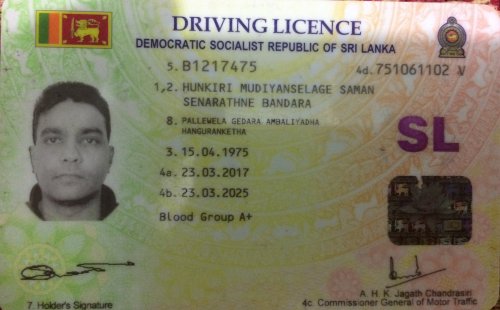 DRIVING LICENCE
DEMOCRATIC SOCIALIST REPUBLIC OF SRI LANKA
5. B1217475 4d. 751061102 V
1,2. HUNKIRI MUDIYANSELAGE SAMAN
SENARATHNE BANDARA
8. PALLEWELA GEDARA AMBALIYADHA
HANGURANKETHA
SL
3. 15.04.1975
4a. 23.03.2017
4b. 23.03.2025
Blood Group A+
7. Holder's Signature
A. H. K. Jagath Chandrasiri
4c. Commissioner General of Motor Traffic